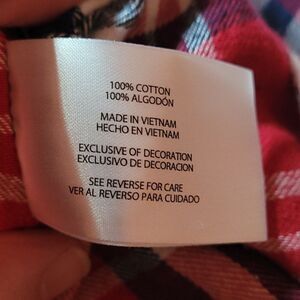 100% COTTON
100% ALGODÓN
MADE IN VIETNAM
HECHO EN VIETNAM
EXCLUSIVE OF DECORATION
EXCLUSIVO DE DECORACION
SEE REVERSE FOR CARE
VER AL REVERSO PARA CUIDADO